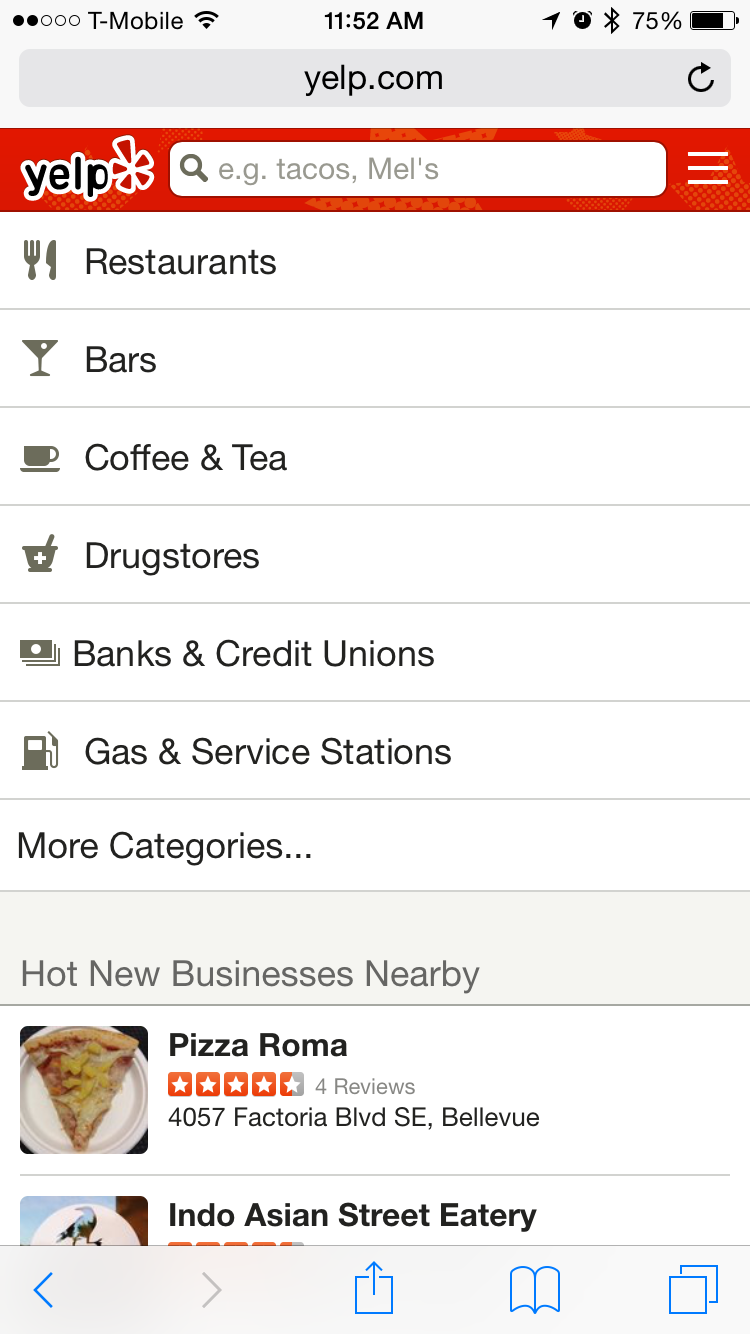 T-Mobile 11:52 AM 75%
yelp.com
yelp e.g. tacos, Mel's
Restaurants
Bars
Coffee & Tea
Drugstores
Banks & Credit Unions
Gas & Service Stations
More Categories...
Hot New Businesses Nearby
Pizza Roma
4 Reviews
4057 Factoria Blvd SE, Bellevue
Indo Asian Street Eatery